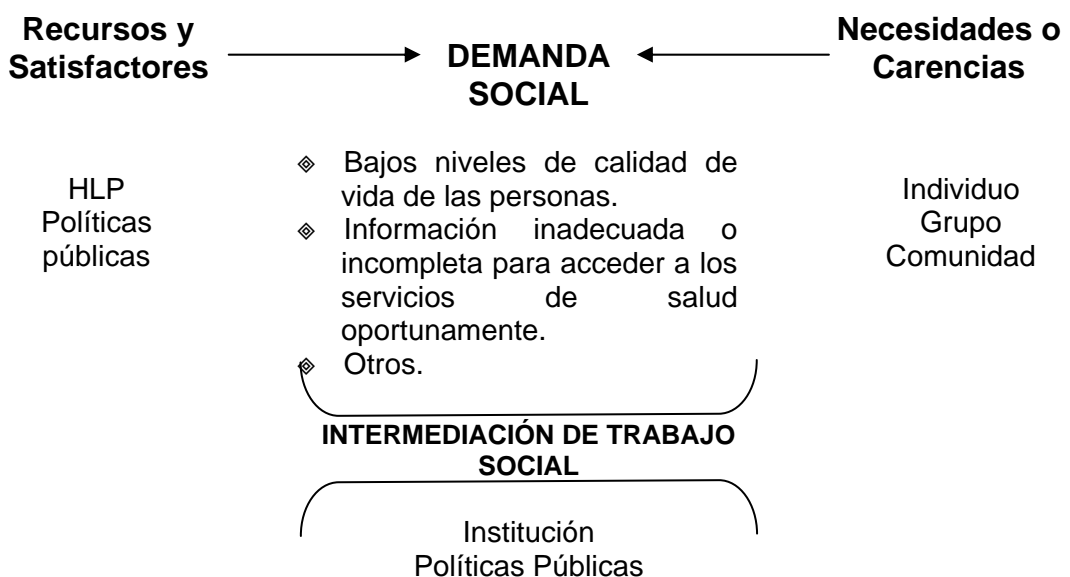 Recursos y
Satisfactores
DEMANDA
SOCIAL
Necesidades o
Carencias
HLP
Políticas
públicas
Bajos niveles de calidad de
vida de las personas.
Información inadecuada o
incompleta para acceder a los
servicios de salud
oportunamente.
Otros.
Individuo
Grupo
Comunidad
INTERMEDIACIÓN DE TRABAJO
SOCIAL
Institución
Políticas Públicas